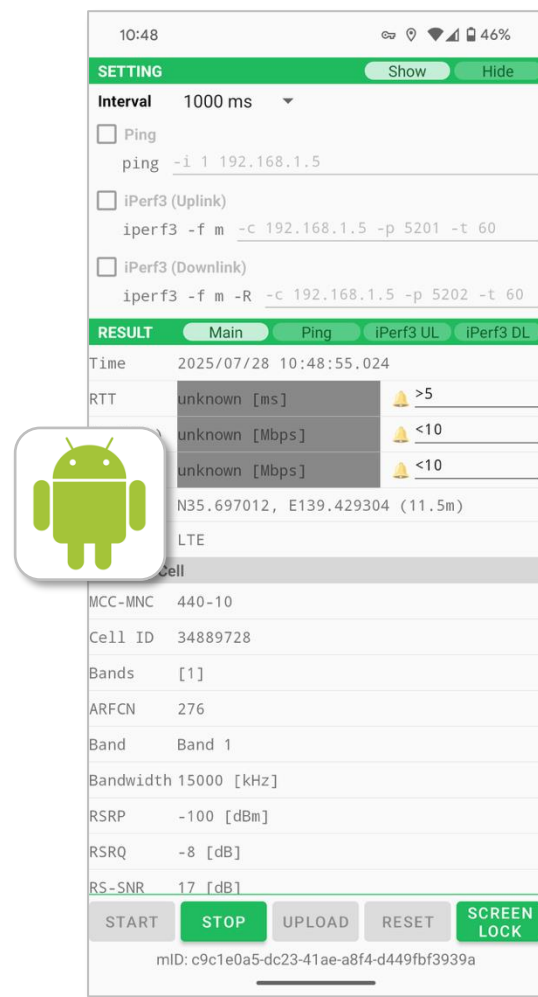 10:48 46%
SETTING Show Hide
Interval 1000 ms
Ping
ping -i 1 192.168.1.5
iPerf3 (Uplink)
iperf3 -f m -c 192.168.1.5 -p 5201 -t 60
iPerf3 (Downlink)
iperf3 -f m -R -c 192.168.1.5 -p 5202 -t 60
RESULT Main Ping iPerf3 UL iPerf3 DL
Time 2025/07/28 10:48:55.024
RTT unknown [ms] >5
unknown [Mbps] <10
unknown [Mbps] <10
N35.697012, E139.429304 (11.5m)
LTE
Cell
MCC-MNC 440-10
Cell ID 34889728
Bands [1]
ARFCN 276
Band Band 1
Bandwidth 15000 [kHz]
RSRP -100 [dBm]
RSRQ -8 [dB]
RS-SNR 17 [dB]
START STOP UPLOAD RESET SCREEN LOCK
mID: c9c1e0a5-dc23-41ae-a8f4-d449fbf3939a